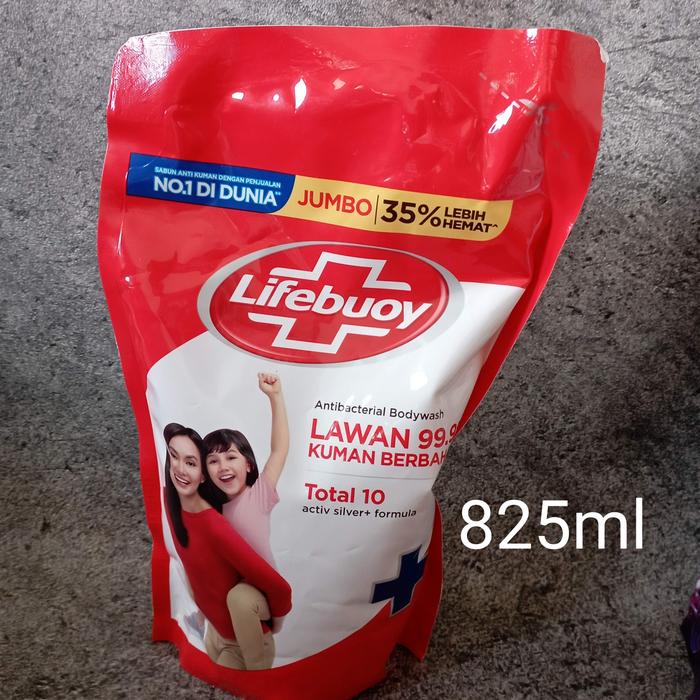 SABUN ANTI KUMAN DENGAN PENJUALAN
NO.1 DI DUNIA**
JUMBO
35% LEBIH
HEMAT^
Lifebuoy
Antibacterial Bodywash
LAWAN 99.9
KUMAN BERBAH
Total 10
activ silver+ formula
825ml